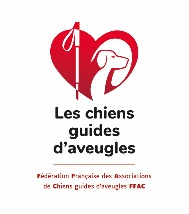 Les chiens
guides
d'aveugles
Fédération Française des Associations
de Chiens guides d'aveugles FFAC